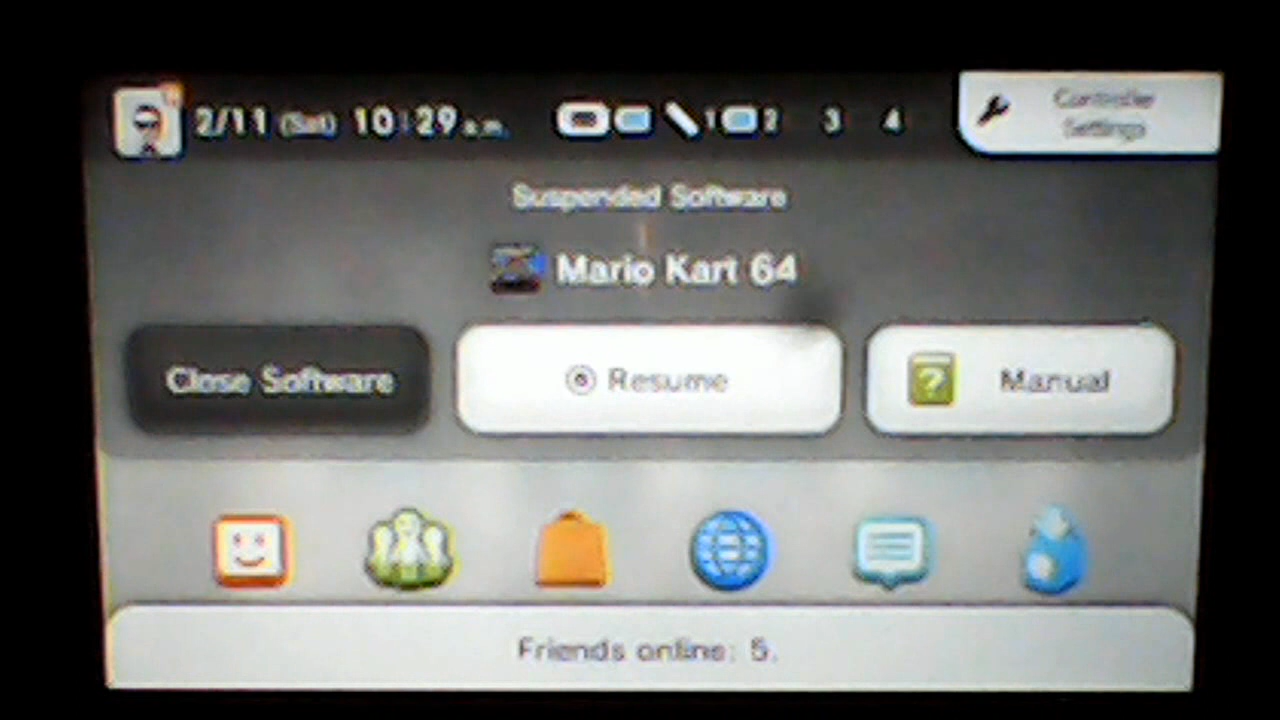 2/11 (Sat) 10:29 a.m. 1 2 3 4
Controller
Settings
Suspended Software
Mario Kart 64
Close Software
Resume
? Manual
Friends online: 5.